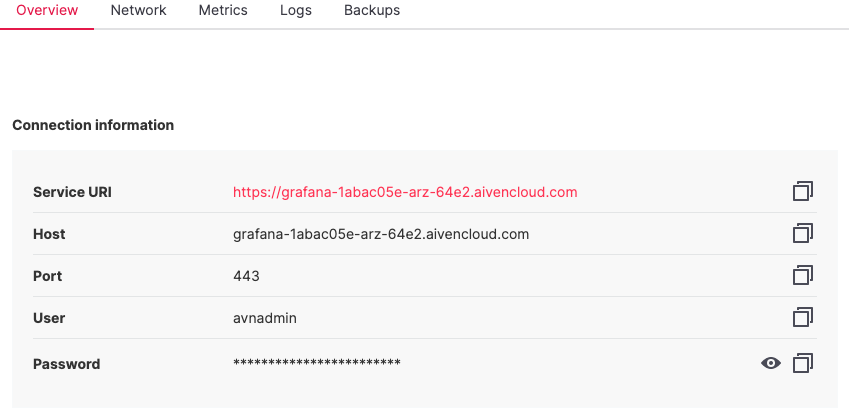 Overview Network Metrics Logs Backups
Connection information
Service URI https://grafana-1abac05e-arz-64e2.aivencloud.com
Host grafana-1abac05e-arz-64e2.aivencloud.com
Port 443
User avnadmin
Password ************************